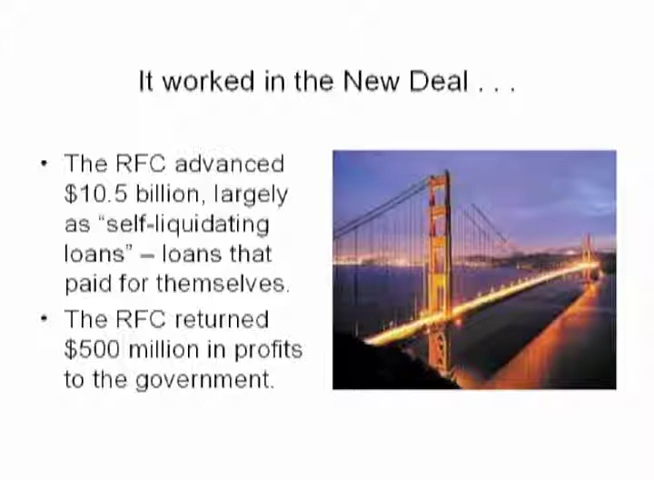 It worked in the New Deal . . .
• The RFC advanced
$10.5 billion, largely
as “self-liquidating
loans” – loans that
paid for themselves.
• The RFC returned
$500 million in profits
to the government.